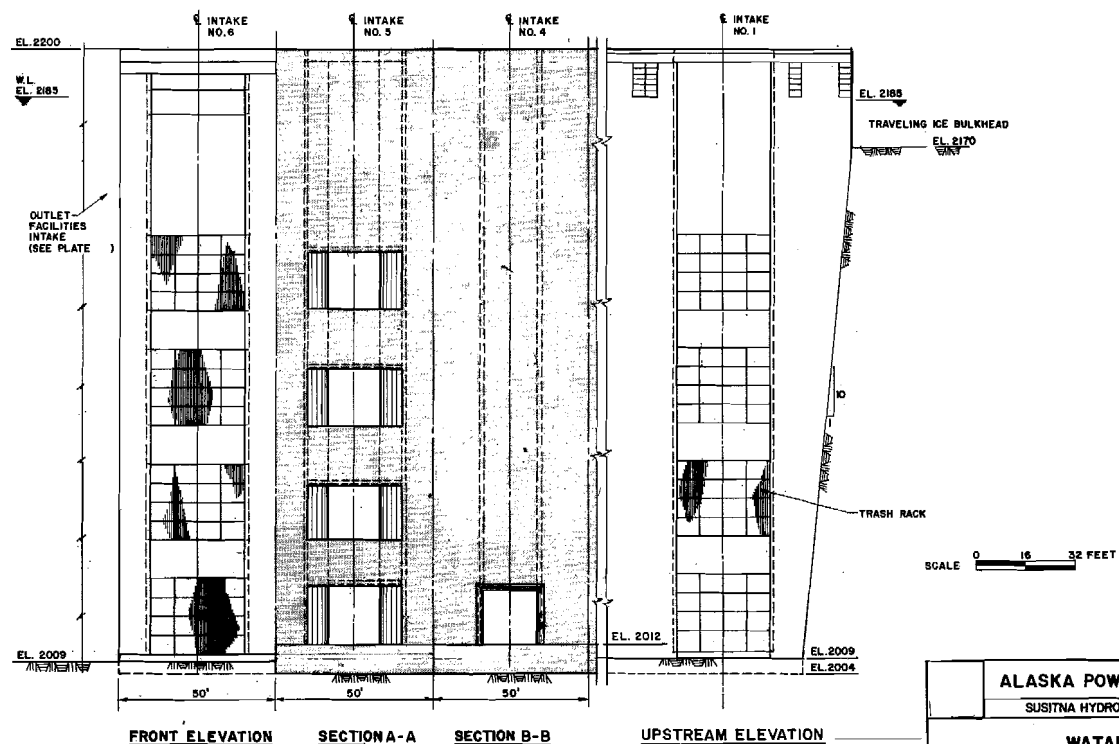 ℄ INTAKE
NO. 6
℄ INTAKE
NO. 5
℄ INTAKE
NO. 4
℄ INTAKE
NO. 1
EL. 2200
W.L.
EL. 2185
EL. 2185
TRAVELING ICE BULKHEAD
EL. 2170
OUTLET-
FACILITIES
INTAKE
(SEE PLATE )
10
TRASH RACK
SCALE 0 16 32 FEET
EL. 2012
EL. 2009
EL. 2009
EL. 2004
50'
50'
50'
FRONT ELEVATION
SECTION A-A
SECTION B-B
UPSTREAM ELEVATION
ALASKA POW
SUSITNA HYDRO
WATA